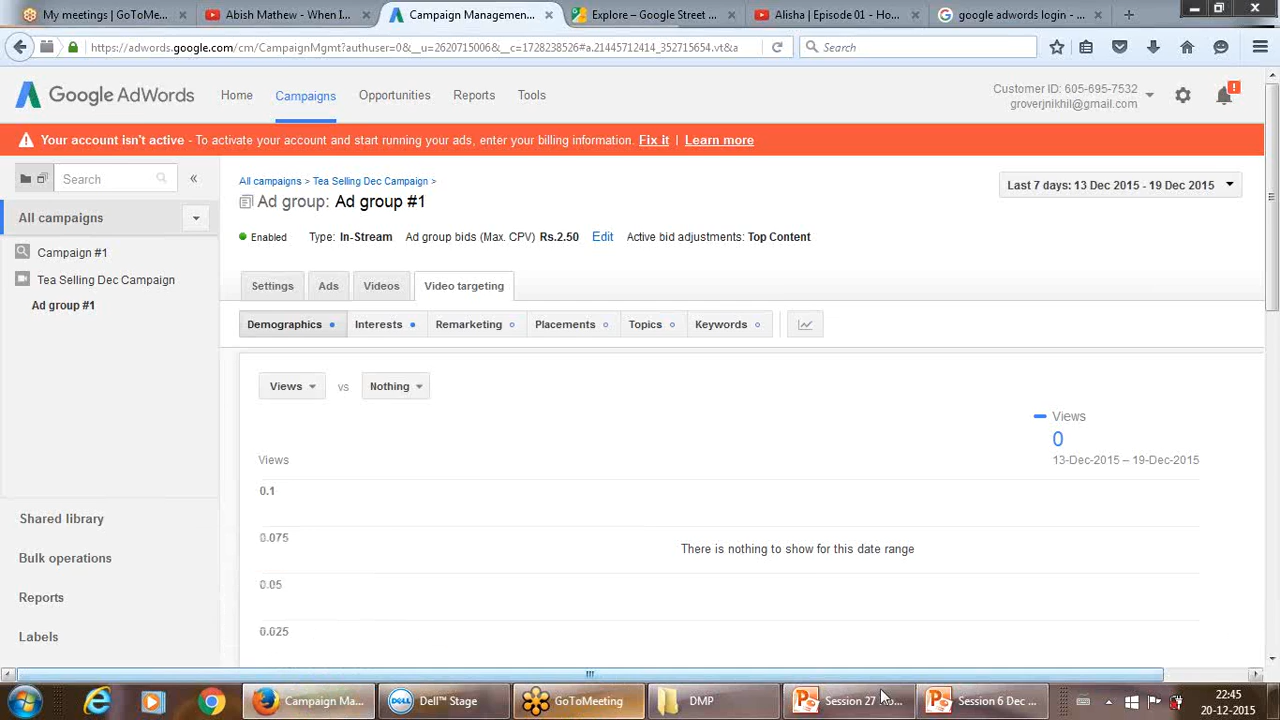 My meetings | GoToMe...
Abish Mathew - When I...
Campaign Management...
Explore – Google Street ...
Alisha | Episode 01 - Ho...
google adwords login - ...
https://adwords.google.com/cm/CampaignMgmt?authuser=0&__u=2620715006&__c=1728238526#a.21445712414_352715654.vt&a
Search
Google AdWords
Home
Campaigns
Opportunities
Reports
Tools
Customer ID: 605-695-7532
groverjnikhil@gmail.com
Your account isn't active - To activate your account and start running your ads, enter your billing information. Fix it | Learn more
Search
«
All campaigns > Tea Selling Dec Campaign >
Last 7 days: 13 Dec 2015 - 19 Dec 2015
Ad group: Ad group #1
All campaigns
Enabled Type: In-Stream Ad group bids (Max. CPV) Rs.2.50 Edit Active bid adjustments: Top Content
Campaign #1
Tea Selling Dec Campaign
Ad group #1
Settings
Ads
Videos
Video targeting
Demographics
Interests
Remarketing
Placements
Topics
Keywords
Views vs Nothing
Views
0
13-Dec-2015 – 19-Dec-2015
Views
0.1
0.075
0.05
0.025
There is nothing to show for this date range
Shared library
Bulk operations
Reports
Labels
Campaign Ma...
Dell™ Stage
GoToMeeting
DMP
Session 6 Dec ...
22:45
20-12-2015